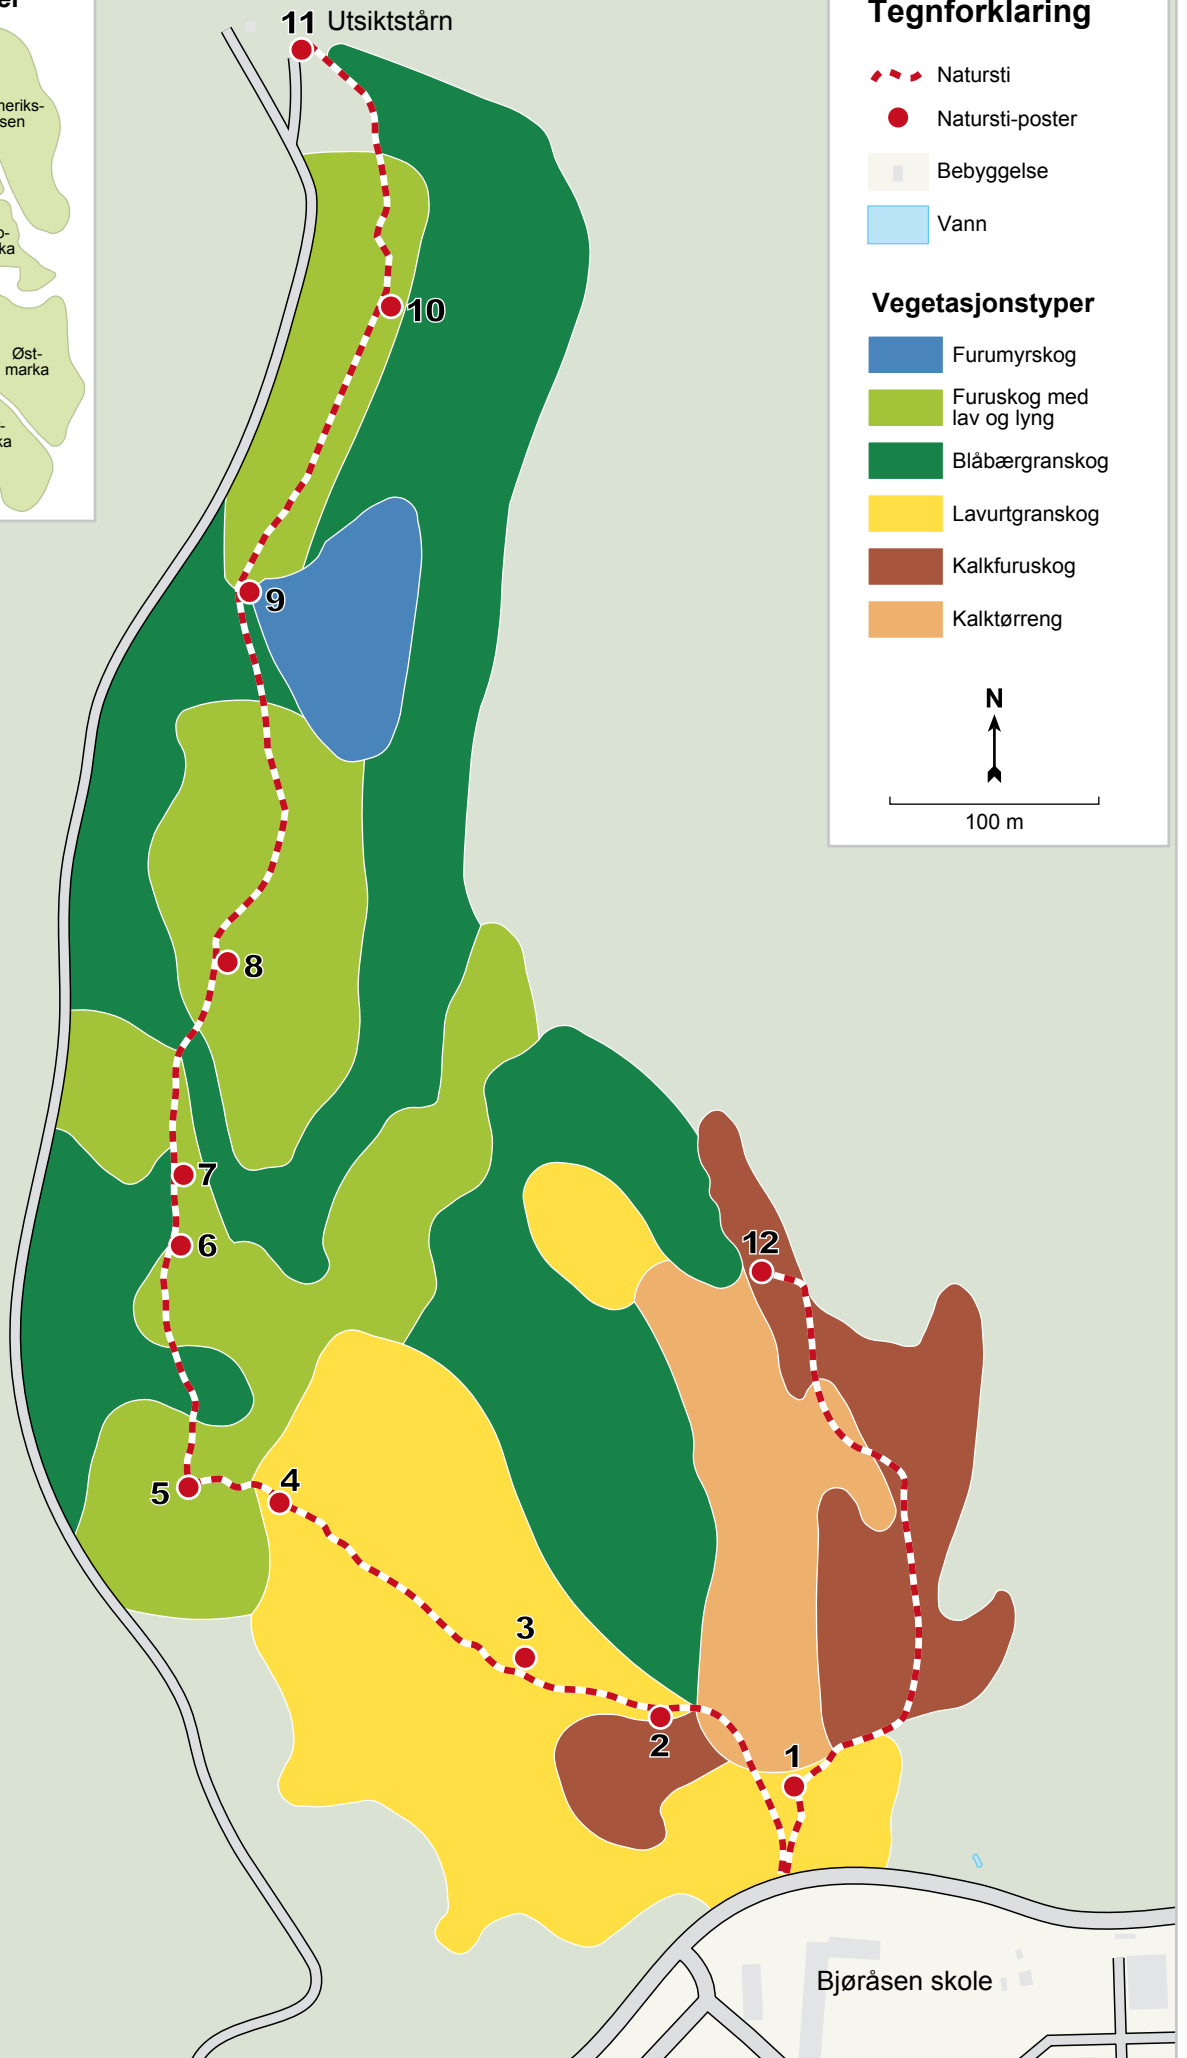 11 Utsiktstårn
10
9
8
7
6
5
4
3
2
1
12
Bjøråsen skole
Øst-
marka
Tegnforklaring
Natursti
Natursti-poster
Bebyggelse
Vann
Vegetasjonstyper
Furumyrskog
Furuskog med
lav og lyng
Blåbærgranskog
Lavurtgranskog
Kalkfuruskog
Kalktørreng
N
100 m